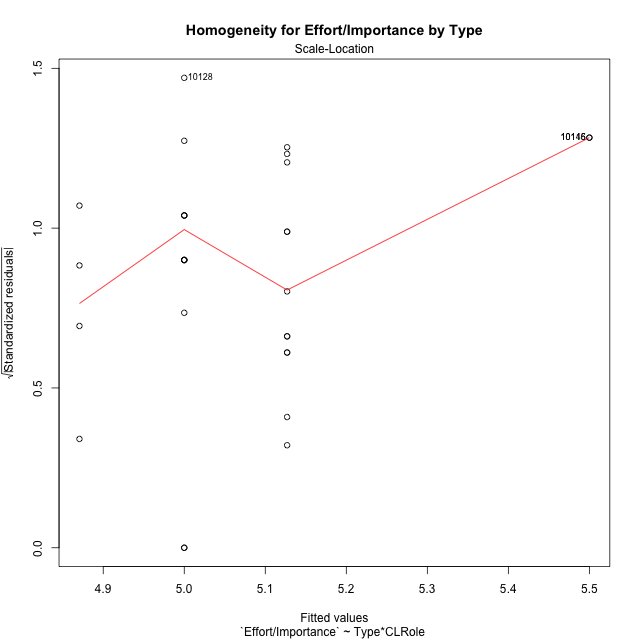 Homogeneity for Effort/Importance by Type
Scale-Location
1.5
1.0
0.5
0.0
√|Standardized residuals|
10128
10146
4.9
5.0
5.1
5.2
5.3
5.4
5.5
Fitted values
`Effort/Importance` ~ Type*CLRole